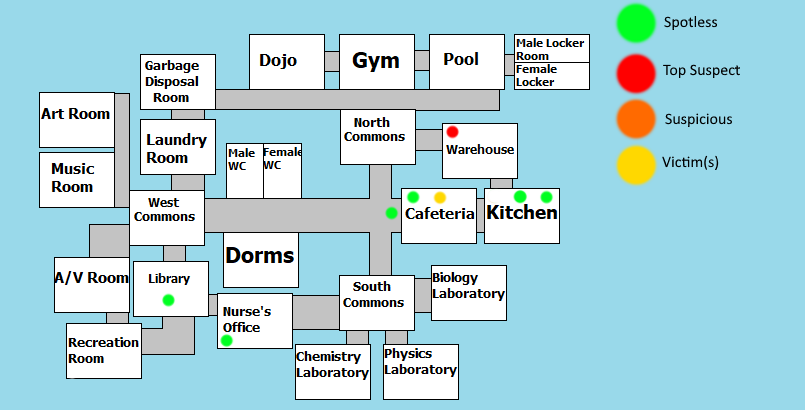 Spotless
Dojo
Gym
Pool
Male Locker
Room
Female
Locker
Top Suspect
Garbage
Disposal
Room
Art Room
Suspicious
North
Commons
Laundry
Room
Warehouse
Male
WC
Female
WC
Victim(s)
Music
Room
West
Commons
Cafeteria
Kitchen
Dorms
A/V Room
Library
South
Commons
Biology
Laboratory
Nurse's
Office
Recreation
Room
Chemistry
Laboratory
Physics
Laboratory